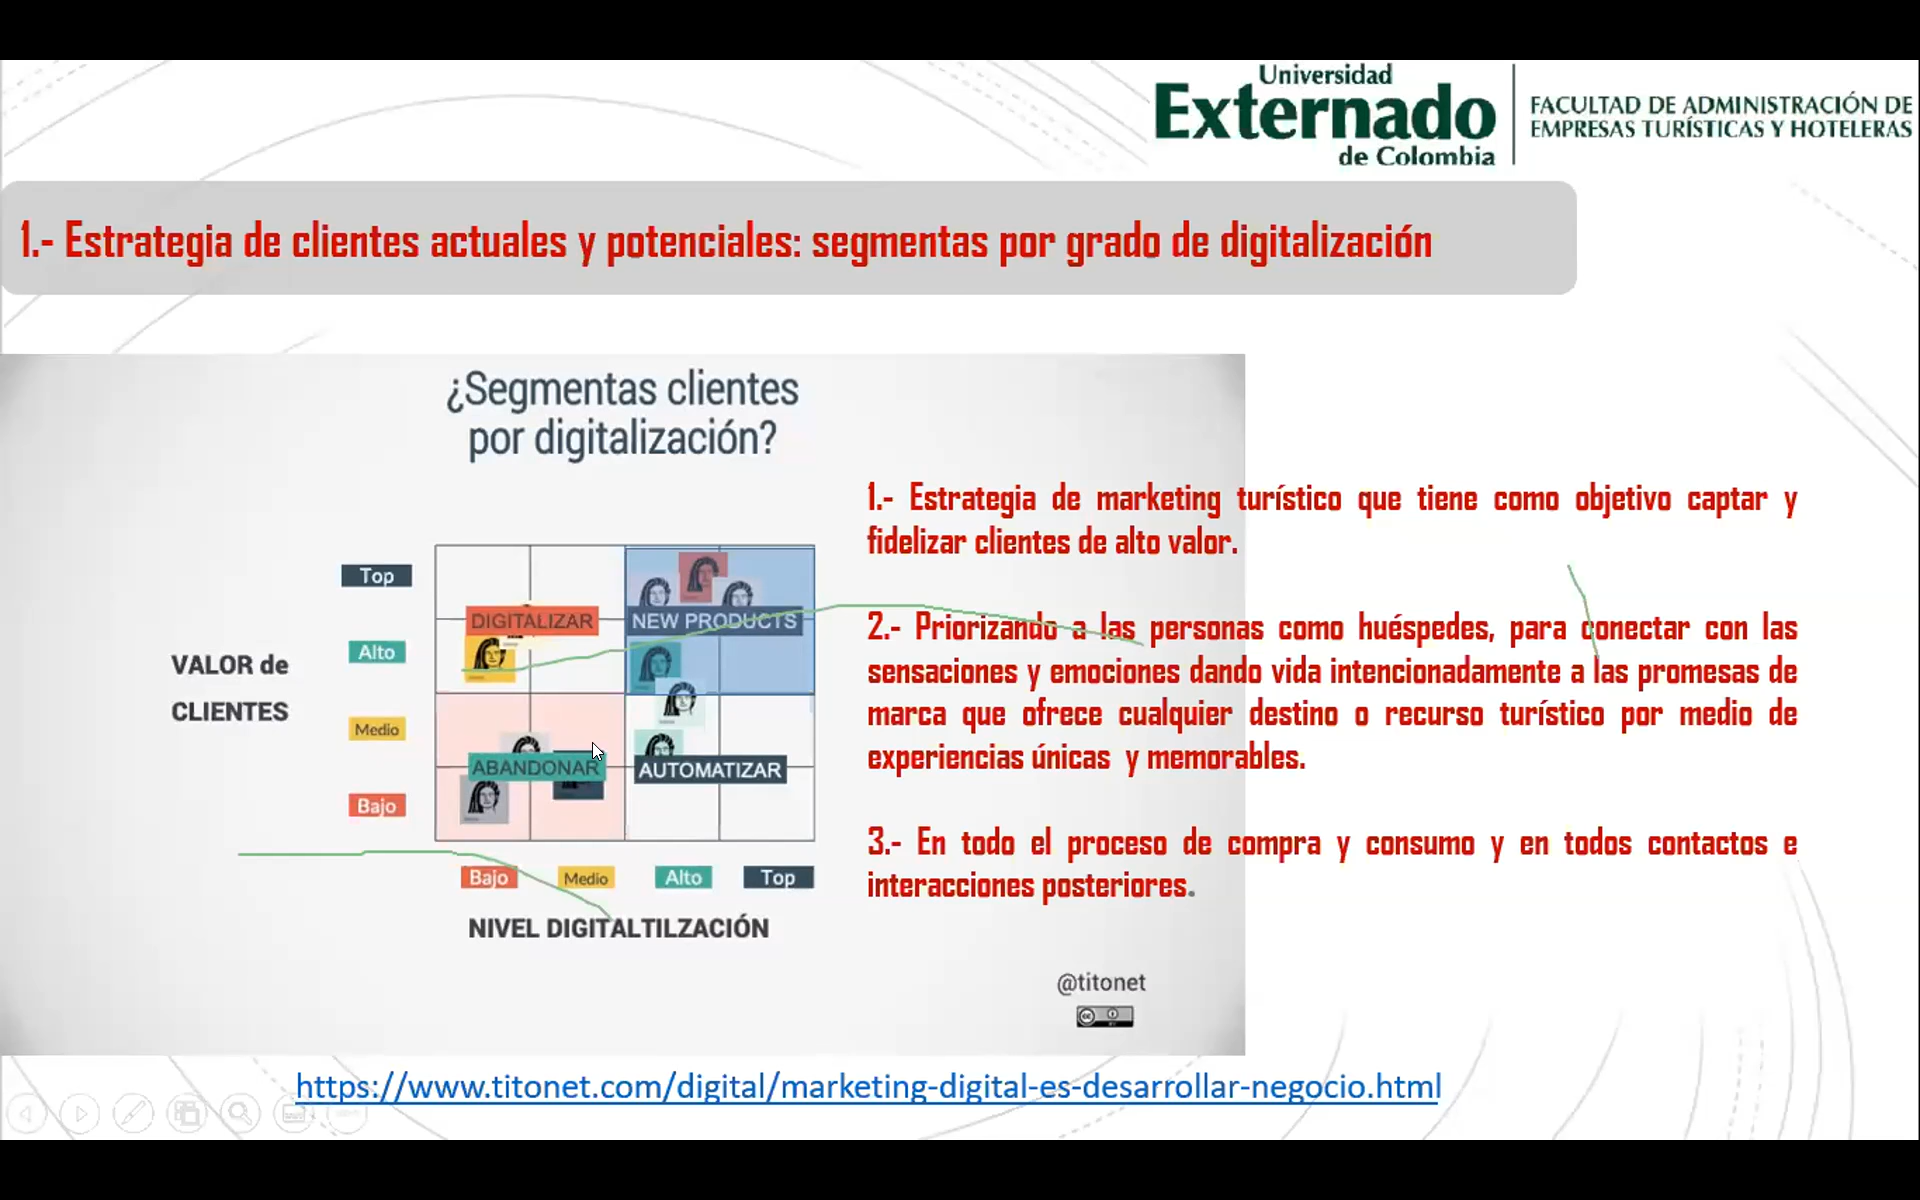 Universidad
Externado
de Colombia
FACULTAD DE ADMINISTRACIÓN DE
EMPRESAS TURÍSTICAS Y HOTELERAS
1.- Estrategia de clientes actuales y potenciales: segmentas por grado de digitalización
¿Segmentas clientes
por digitalización?
VALOR de
CLIENTES
Top
Alto
Medio
Bajo
DIGITALIZAR
NEW PRODUCTS
ABANDONAR
AUTOMATIZAR
Bajo
Medio
Alto
Top
NIVEL DIGITALTILZACIÓN
1.- Estrategia de marketing turístico que tiene como objetivo captar y
fidelizar clientes de alto valor.
2.- Priorizando a las personas como huéspedes, para conectar con las
sensaciones y emociones dando vida intencionadamente a las promesas de
marca que ofrece cualquier destino o recurso turístico por medio de
experiencias únicas y memorables.
3.- En todo el proceso de compra y consumo y en todos contactos e
interacciones posteriores.
@titonet
https://www.titonet.com/digital/marketing-digital-es-desarrollar-negocio.html